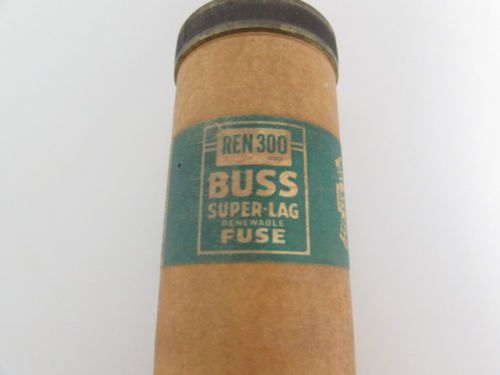 REN 300
BUSS
SUPER-LAG
RENEWABLE
FUSE